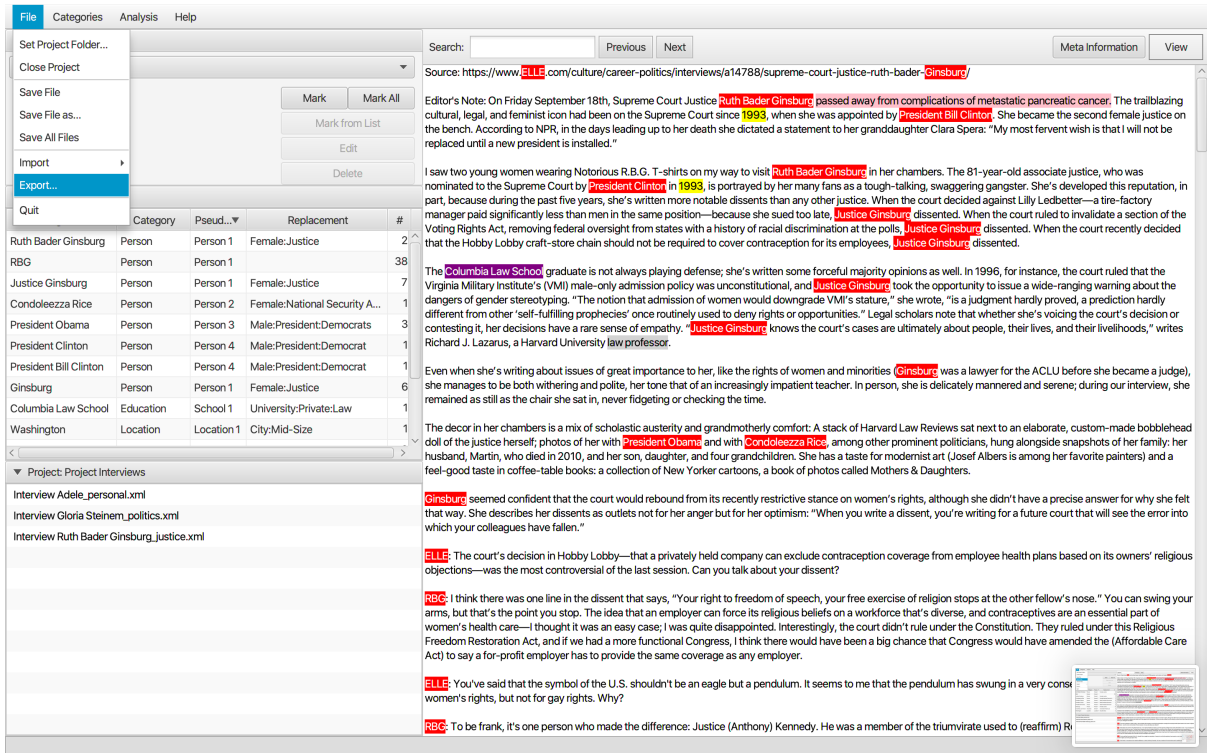 File Categories Analysis Help
Set Project Folder...
Close Project
Save File
Save File as...
Save All Files
Import
Export...
Quit
Mark Mark All
Mark from List
Edit
Delete
Category Pseud...▼ Replacement #
Ruth Bader Ginsburg Person Person 1 Female:Justice 2
RBG Person Person 1 38
Justice Ginsburg Person Person 1 Female:Justice 7
Condoleezza Rice Person Person 2 Female:National Security A... 1
President Obama Person Person 3 Male:President:Democrats 3
President Clinton Person Person 4 Male:President:Democrat 1
President Bill Clinton Person Person 4 Male:President:Democrat 1
Ginsburg Person Person 1 Female:Justice 6
Columbia Law School Education School 1 University:Private:Law 1
Washington Location Location 1 City:Mid-Size 1
▼ Project: Project Interviews
Interview Adele_personal.xml
Interview Gloria Steinem_politics.xml
Interview Ruth Bader Ginsburg_justice.xml
Search: Previous Next Meta Information View
Source: https://www.ELLE.com/culture/career-politics/interviews/a14788/supreme-court-justice-ruth-bader-Ginsburg/
Editor's Note: On Friday September 18th, Supreme Court Justice Ruth Bader Ginsburg passed away from complications of metastatic pancreatic cancer. The trailblazing
cultural, legal, and feminist icon had been on the Supreme Court since 1993, when she was appointed by President Bill Clinton. She became the second female justice on
the bench. According to NPR, in the days leading up to her death she dictated a statement to her granddaughter Clara Spera: “My most fervent wish is that I will not be
replaced until a new president is installed.”
I saw two young women wearing Notorious R.B.G. T-shirts on my way to visit Ruth Bader Ginsburg in her chambers. The 81-year-old associate justice, who was
nominated to the Supreme Court by President Clinton in 1993, is portrayed by her many fans as a tough-talking, swaggering gangster. She’s developed this reputation, in
part, because during the past five years, she’s written more notable dissents than any other justice. When the court decided against Lilly Ledbetter—a tire-factory
manager paid significantly less than men in the same position—because she sued too late, Justice Ginsburg dissented. When the court ruled to invalidate a section of the
Voting Rights Act, removing federal oversight from states with a history of racial discrimination at the polls, Justice Ginsburg dissented. When the court recently decided
that the Hobby Lobby craft-store chain should not be required to cover contraception for its employees, Justice Ginsburg dissented.
The Columbia Law School graduate is not always playing defense; she’s written some forceful majority opinions as well. In 1996, for instance, the court ruled that the
Virginia Military Institute’s (VMI) male-only admission policy was unconstitutional, and Justice Ginsburg took the opportunity to issue a wide-ranging warning about the
dangers of gender stereotyping. “The notion that admission of women would downgrade VMI’s stature,” she wrote, “is a judgment hardly proved, a prediction hardly
different from other ‘self-fulfilling prophecies’ once routinely used to deny rights or opportunities.” Legal scholars note that whether she’s voicing the court’s decision or
contesting it, her decisions have a rare sense of empathy. “Justice Ginsburg knows the court’s cases are ultimately about people, their lives, and their livelihoods,” writes
Richard J. Lazarus, a Harvard University law professor.
Even when she’s writing about issues of great importance to her, like the rights of women and minorities (Ginsburg was a lawyer for the ACLU before she became a judge),
she manages to be both withering and polite, her tone that of an increasingly impatient teacher. In person, she is delicately mannered and serene; during our interview, she
remained as still as the chair she sat in, never fidgeting or checking the time.
The decor in her chambers is a mix of scholastic austerity and grandmotherly comfort: A stack of Harvard Law Reviews sat next to an elaborate, custom-made bobblehead
doll of the justice herself; photos of her with President Obama and with Condoleezza Rice, among other prominent politicians, hung alongside snapshots of her family: her
husband, Martin, who died in 2010, and her son, daughter, and four grandchildren. She has a taste for modernist art (Josef Albers is among her favorite painters) and a
feel-good taste in coffee-table books: a collection of New Yorker cartoons, a book of photos called Mothers & Daughters.
Ginsburg seemed confident that the court would rebound from its recently restrictive stance on women’s rights, although she didn’t have a precise answer for why she felt
that way. She describes her dissents as outlets not for her anger but for her optimism: “When you write a dissent, you’re writing for a future court that will see the error into
which your colleagues have fallen.”
ELLE: The court’s decision in Hobby Lobby—that a privately held company can exclude contraception coverage from employee health plans based on its owners’ religious
objections—was the most controversial of the last session. Can you talk about your dissent?
RBG: I think there was one line in the dissent that says, “Your right to freedom of speech, your free exercise of religion stops at the other fellow’s nose.” You can swing your
arms, but that’s the point you stop. The idea that an employer can force its religious beliefs on a workforce that’s diverse, and contraceptives are an essential part of
women’s health care—I thought it was an easy case; I was quite disappointed. Interestingly, the court didn’t rule under the Constitution. They ruled under this Religious
Freedom Restoration Act, and if we had a more functional Congress, I think there would have been a big chance that Congress would have amended the (Affordable Care
Act) to say a for-profit employer has to provide the same coverage as any employer.
ELLE: You’ve said that the symbol of the U.S. shouldn’t be an eagle but a pendulum. It seems to me that the pendulum has swung in a very conse
women’s rights, but not for gay rights. Why?
RBG: To be frank, it’s one person who made the difference: Justice (Anthony) Kennedy. He was a member of the triumvirate used to (reaffirm) R